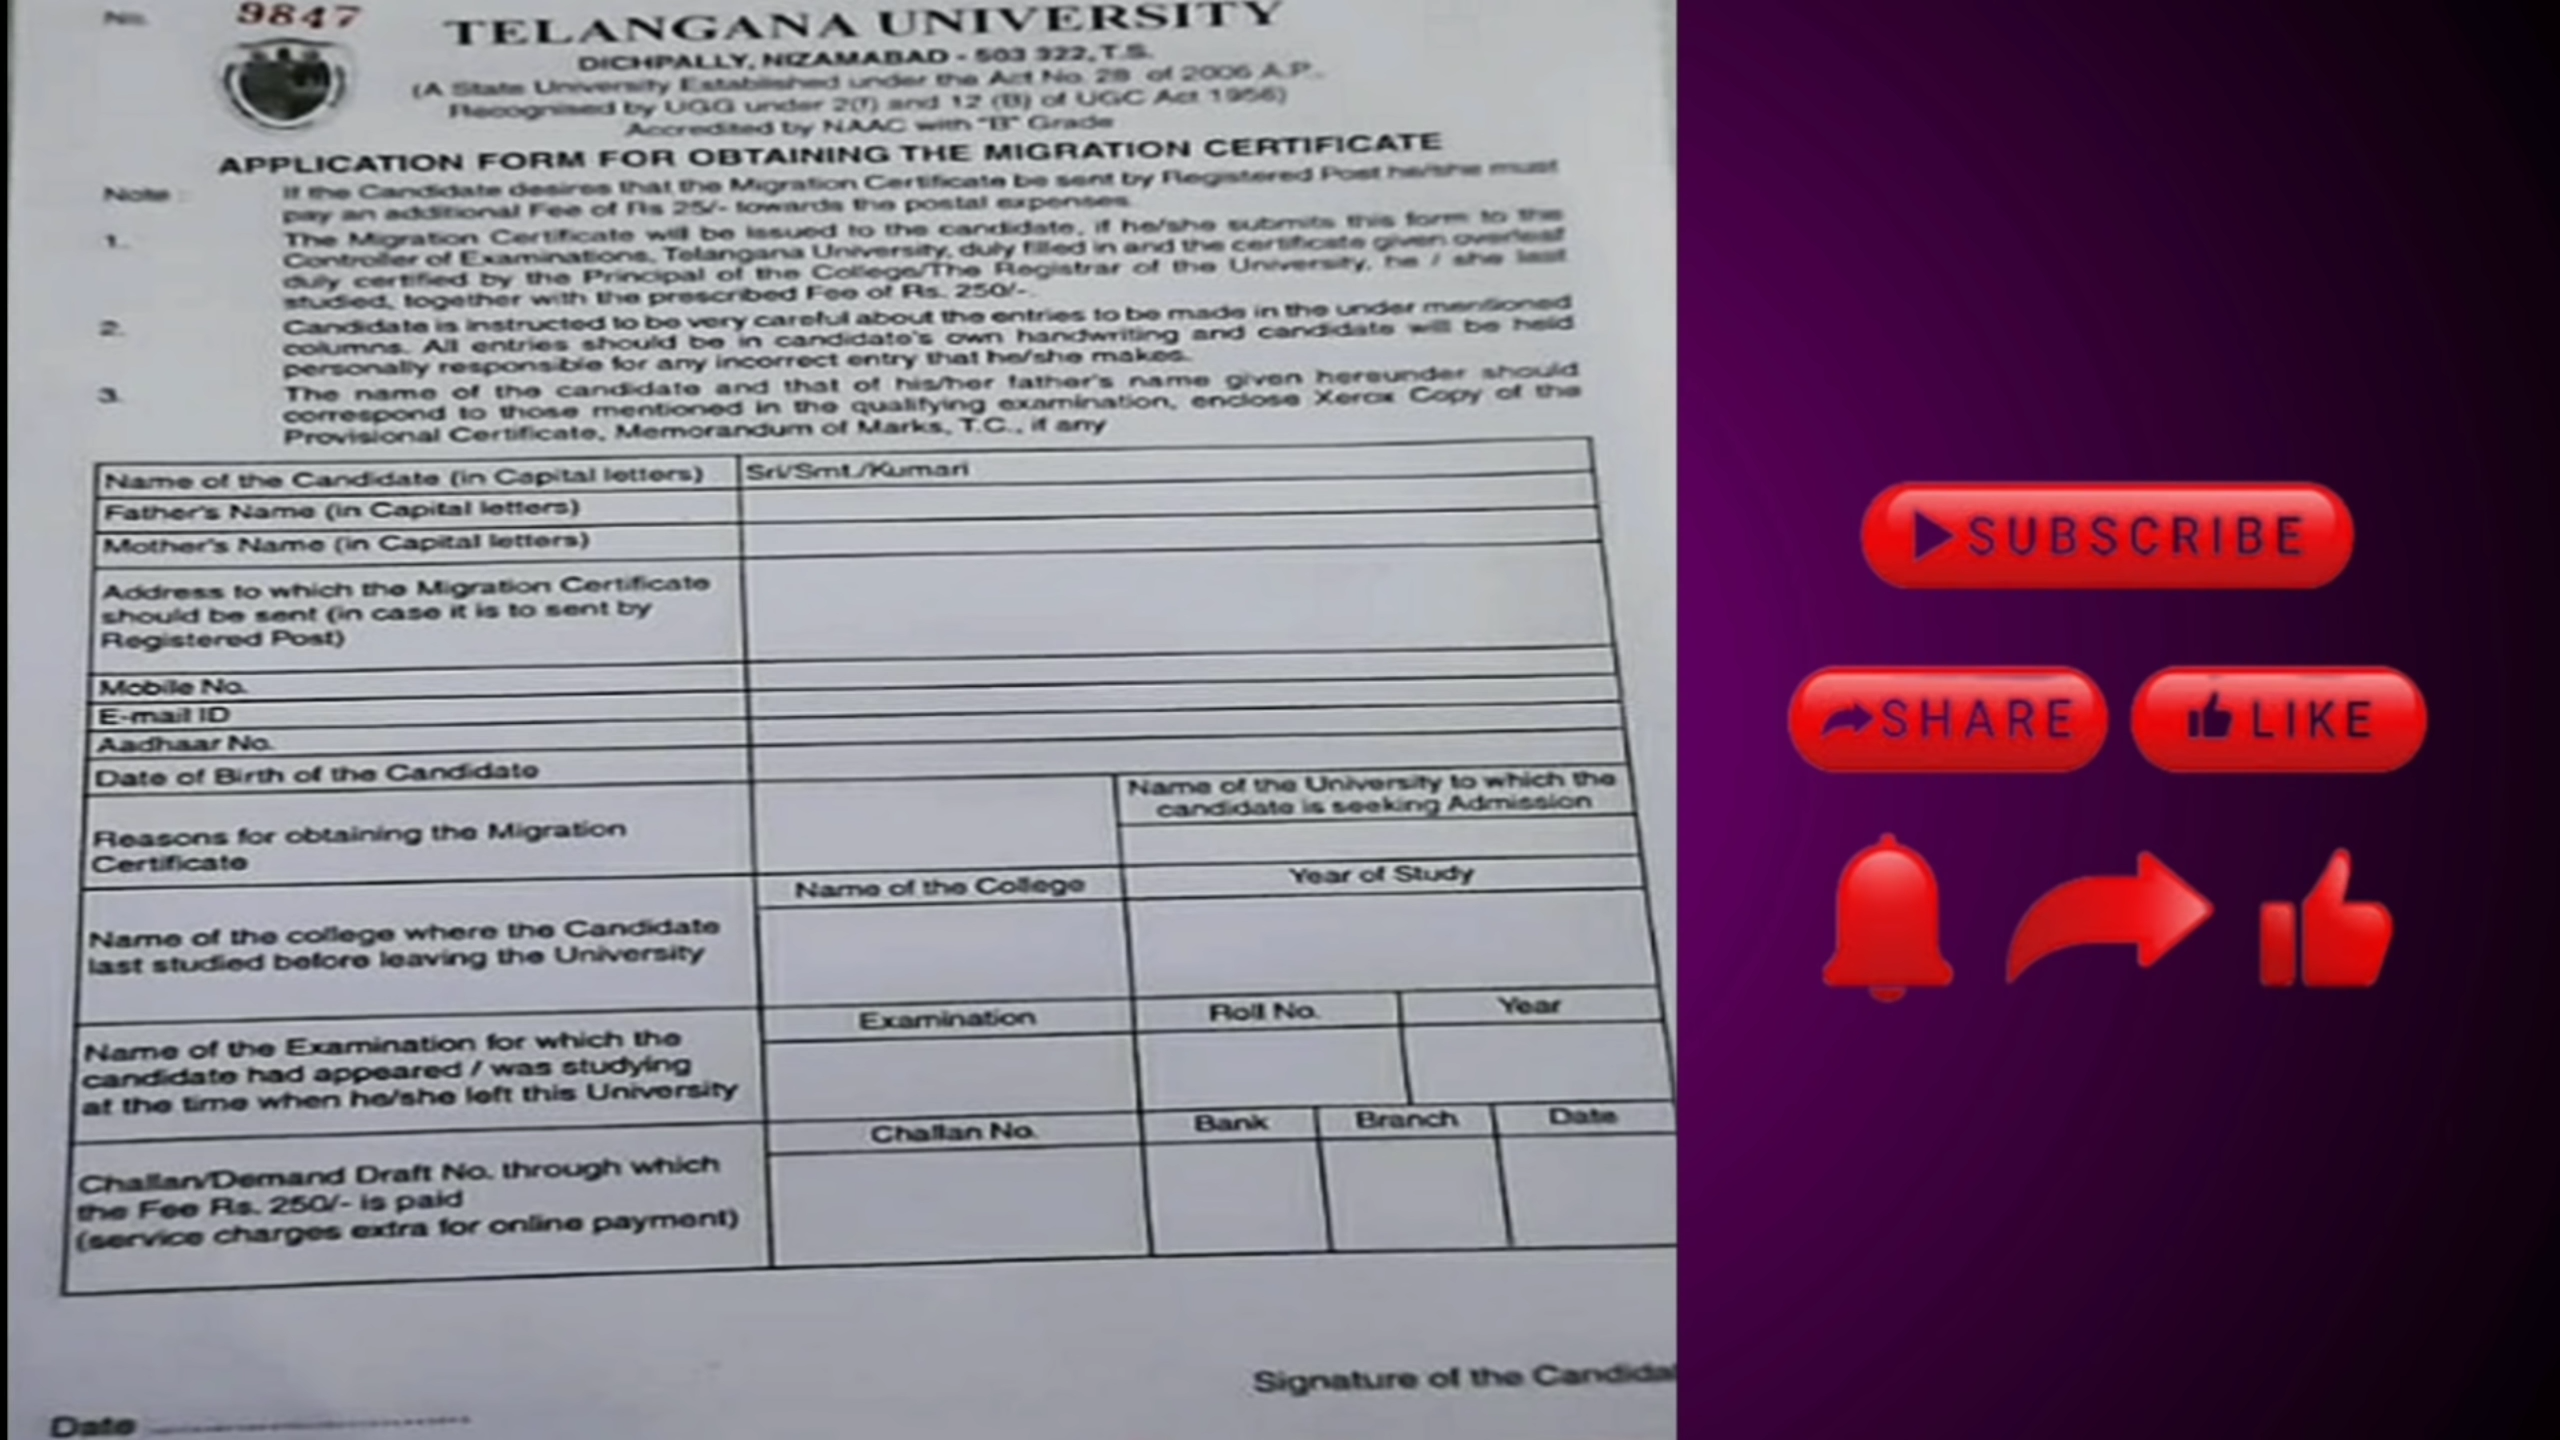 No. 9847
TELANGANA UNIVERSITY
DICHPALLY, NIZAMABAD - 503 322, T.S.
(A State University Established under the Act No. 28 of 2006 A.P.
Recognised by UGG under 2(f) and 12 (B) of UGC Act 1956)
Accredited by NAAC with "B" Grade
APPLICATION FORM FOR OBTAINING THE MIGRATION CERTIFICATE
Note : If the Candidate desires that the Migration Certificate be sent by Registered Post he/she must
pay an additional Fee of Rs 25/- towards the postal expenses.
1. The Migration Certificate will be issued to the candidate, if he/she submits this form to the
Controller of Examinations, Telangana University, duly filled in and the certificate given overleaf
duly certified by the Principal of the College/The Registrar of the University, he / she last
studied, together with the prescribed Fee of Rs. 250/-.
2. Candidate is instructed to be very careful about the entries to be made in the under mentioned
columns. All entries should be in candidate's own handwriting and candidate will be held
personally responsible for any incorrect entry that he/she makes.
3. The name of the candidate and that of his/her father's name given hereunder should
correspond to those mentioned in the qualifying examination, enclose Xerox Copy of the
Provisional Certificate, Memorandum of Marks, T.C., if any
Name of the Candidate (in Capital letters) Sri/Smt./Kumari
Father's Name (in Capital letters)
Mother's Name (in Capital letters)
Address to which the Migration Certificate
should be sent (in case it is to sent by
Registered Post)
Mobile No.
E-mail ID
Aadhaar No.
Date of Birth of the Candidate
Reasons for obtaining the Migration
Certificate
Name of the University to which the
candidate is seeking Admission
Name of the college where the Candidate
last studied before leaving the University
Name of the College Year of Study
Name of the Examination for which the
candidate had appeared / was studying
at the time when he/she left this University
Examination Roll No. Year
Challan/Demand Draft No. through which
the Fee Rs. 250/- is paid
(service charges extra for online payment)
Challan No. Bank Branch Date
Signature of the Candida
Date
SUBSCRIBE
SHARE LIKE